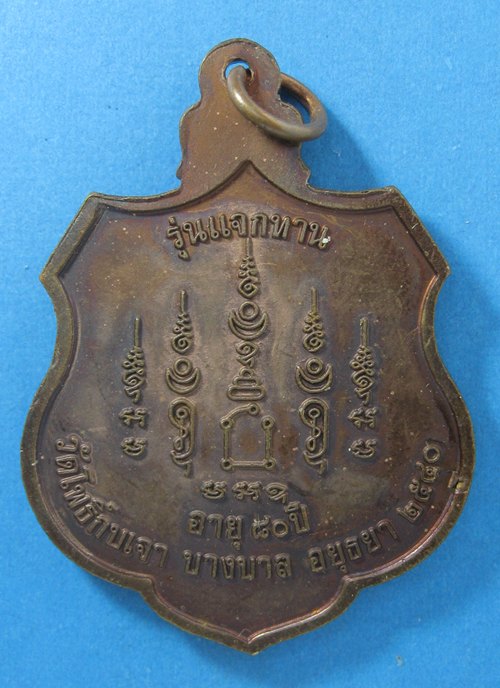 รุ่นแจกทาน
อายุ ๘๐ ปี
วัดโพธิ์กบเจา บางบาล อยุธยา ๒๕๔๐